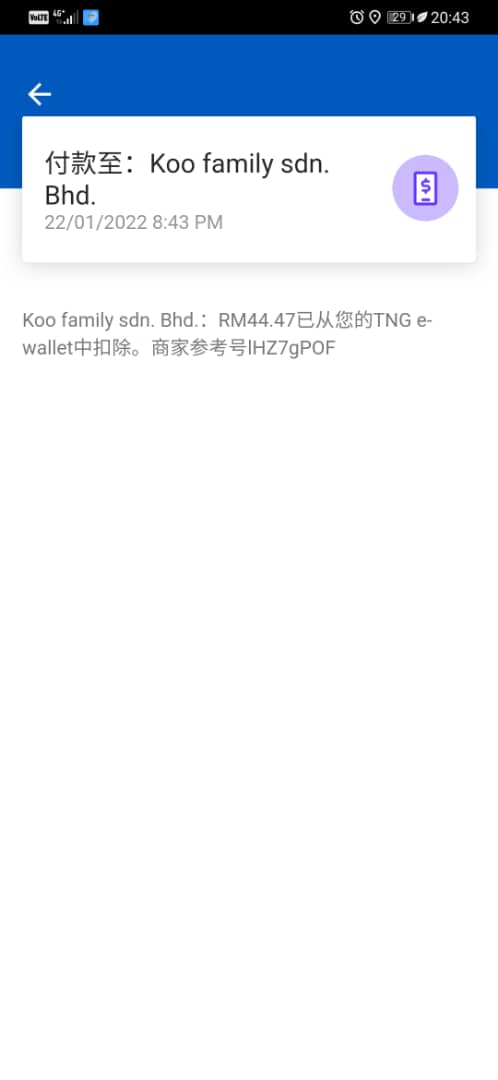 VoLTE 4G+ 29 20:43
付款至：Koo family sdn.
Bhd.
22/01/2022 8:43 PM
Koo family sdn. Bhd.：RM44.47已从您的TNG e-
wallet中扣除。商家参考号lHZ7gPOF